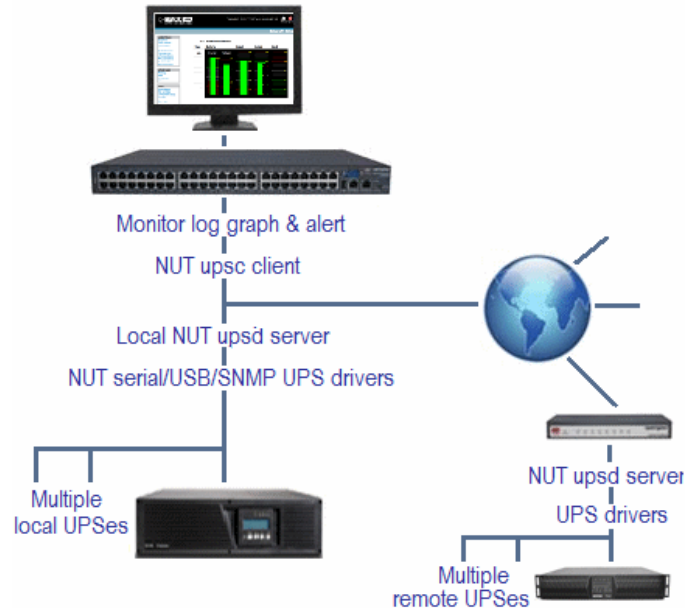 Monitor log graph & alert
NUT upsc client
Local NUT upsd server
NUT serial/USB/SNMP UPS drivers
Multiple
local UPSes
NUT upsd server
UPS drivers
Multiple
remote UPSes